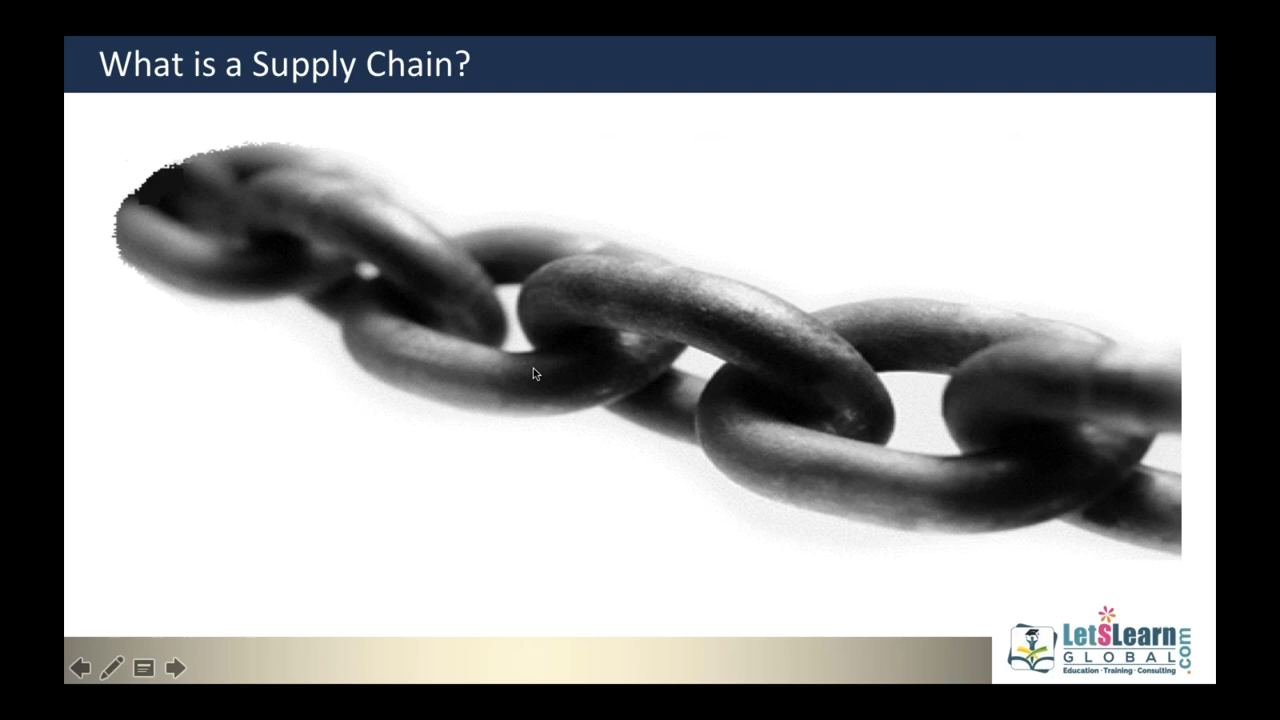 What is a Supply Chain?
LetSLearn
GLOBAL
.com
Education · Training · Consulting